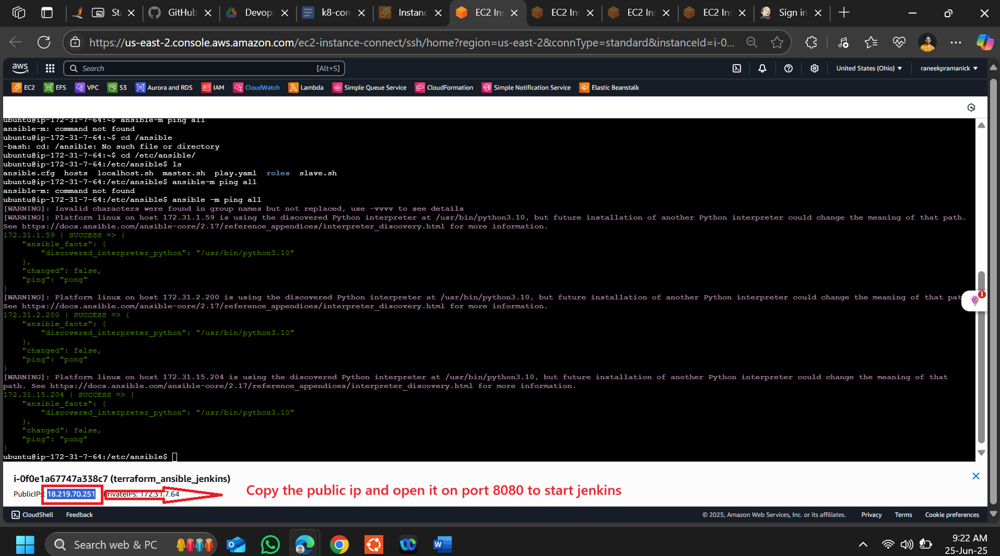 St
GitHub
Devop
k8-con
Instanc
EC2 Ins
EC2 Ins
EC2 Ins
EC2 Ins
Sign in
https://us-east-2.console.aws.amazon.com/ec2-instance-connect/ssh/home?region=us-east-2&connType=standard&instanceId=i-0...
aws
Search [Alt+S]
United States (Ohio)
raneekpramanick
EC2 EFS VPC S3 Aurora and RDS IAM CloudWatch Lambda Simple Queue Service CloudFormation Simple Notification Service Elastic Beanstalk
ubuntu@ip-172-31-7-64:~$ ansible-m ping all
ansible-m: command not found
ubuntu@ip-172-31-7-64:~$ cd /ansible
-bash: cd: /ansible: No such file or directory
ubuntu@ip-172-31-7-64:~$ cd /etc/ansible/
ubuntu@ip-172-31-7-64:/etc/ansible$ ls
ansible.cfg hosts localhost.sh master.sh play.yaml roles slave.sh
ubuntu@ip-172-31-7-64:/etc/ansible$ ansible-m ping all
ansible-m: command not found
ubuntu@ip-172-31-7-64:/etc/ansible$ ansible -m ping all
[WARNING]: Invalid characters were found in group names but not replaced, use -vvvv to see details
[WARNING]: Platform linux on host 172.31.1.59 is using the discovered Python interpreter at /usr/bin/python3.10, but future installation of another Python interpreter could change the meaning of that path.
See https://docs.ansible.com/ansible-core/2.17/reference_appendices/interpreter_discovery.html for more information.
172.31.1.59 | SUCCESS => {
"ansible_facts": {
"discovered_interpreter_python": "/usr/bin/python3.10"
},
"changed": false,
"ping": "pong"
}
[WARNING]: Platform linux on host 172.31.2.200 is using the discovered Python interpreter at /usr/bin/python3.10, but future installation of another Python interpreter could change the meaning of that pat
See https://docs.ansible.com/ansible-core/2.17/reference_appendices/interpreter_discovery.html for more information.
172.31.2.200 | SUCCESS => {
"ansible_facts": {
"discovered_interpreter_python": "/usr/bin/python3.10"
},
"changed": false,
"ping": "pong"
}
[WARNING]: Platform linux on host 172.31.15.204 is using the discovered Python interpreter at /usr/bin/python3.10, but future installation of another Python interpreter could change the meaning of that
path. See https://docs.ansible.com/ansible-core/2.17/reference_appendices/interpreter_discovery.html for more information.
172.31.15.204 | SUCCESS => {
"ansible_facts": {
"discovered_interpreter_python": "/usr/bin/python3.10"
},
"changed": false,
"ping": "pong"
}
ubuntu@ip-172-31-7-64:/etc/ansible$
1
i-0f0e1a67747a338c7 (terraform_ansible_jenkins)
PublicIPs: 18.219.70.251 PrivateIPs: 172.31.7.64
Copy the public ip and open it on port 8080 to start jenkins
CloudShell Feedback
© 2025, Amazon Web Services, Inc. or its affiliates. Privacy Terms Cookie preferences
Search web & PC
9:22 AM
25-Jun-25